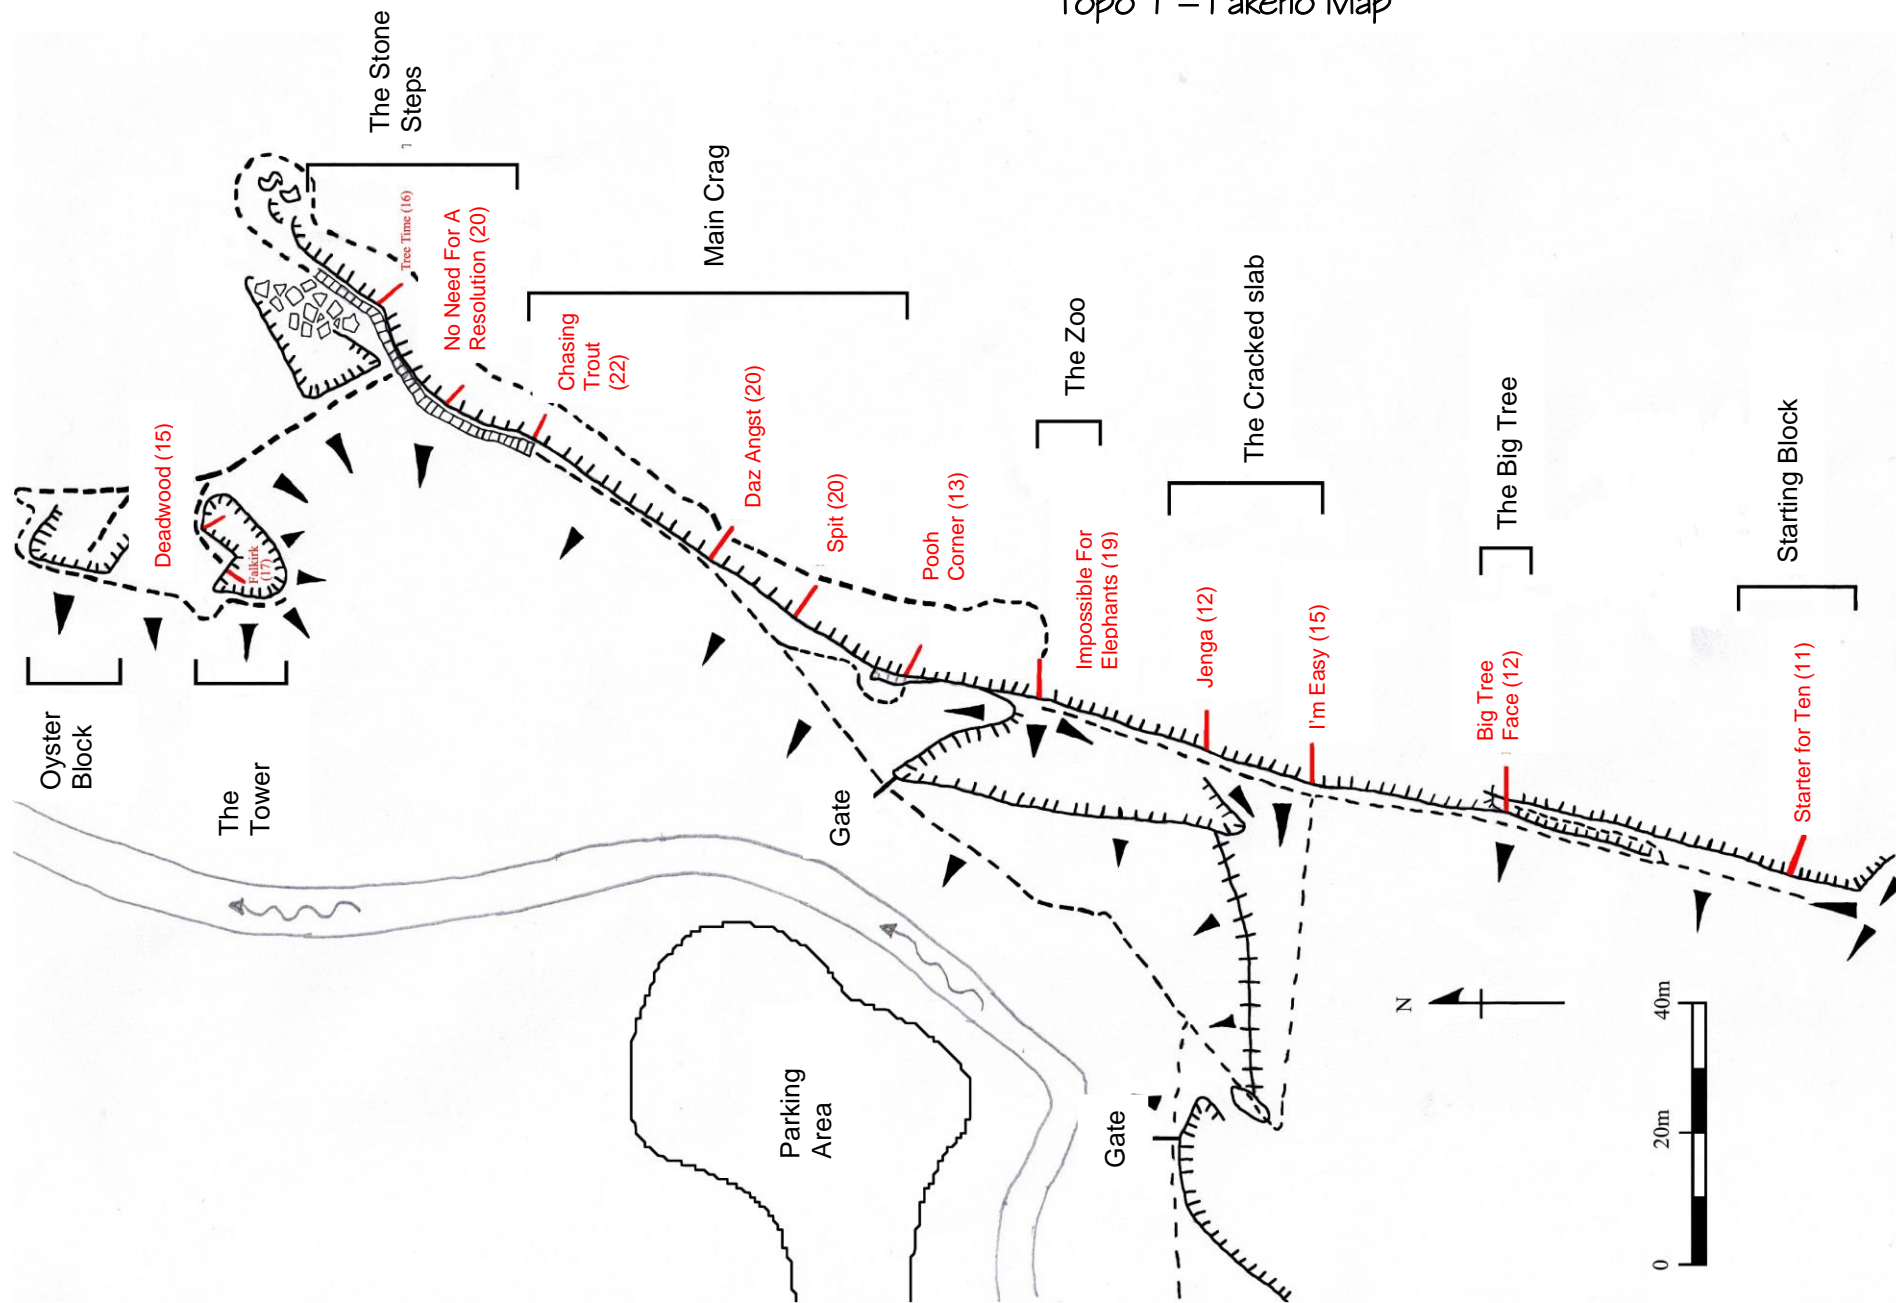 Topo 1 – Pakeho Map
The Stone
Steps
Tree Time (16)
No Need For A
Resolution (20)
Main Crag
Chasing
Trout
(22)
Daz Angst (20)
Spit (20)
Pooh
Corner (13)
The Zoo
Impossible For
Elephants (19)
The Cracked slab
Jenga (12)
I'm Easy (15)
The Big Tree
Big Tree
Face (12)
Starting Block
Starter for Ten (11)
Deadwood (15)
Falkirk
(17)
Oyster
Block
The
Tower
Gate
Parking
Area
Gate
N
0
20m
40m